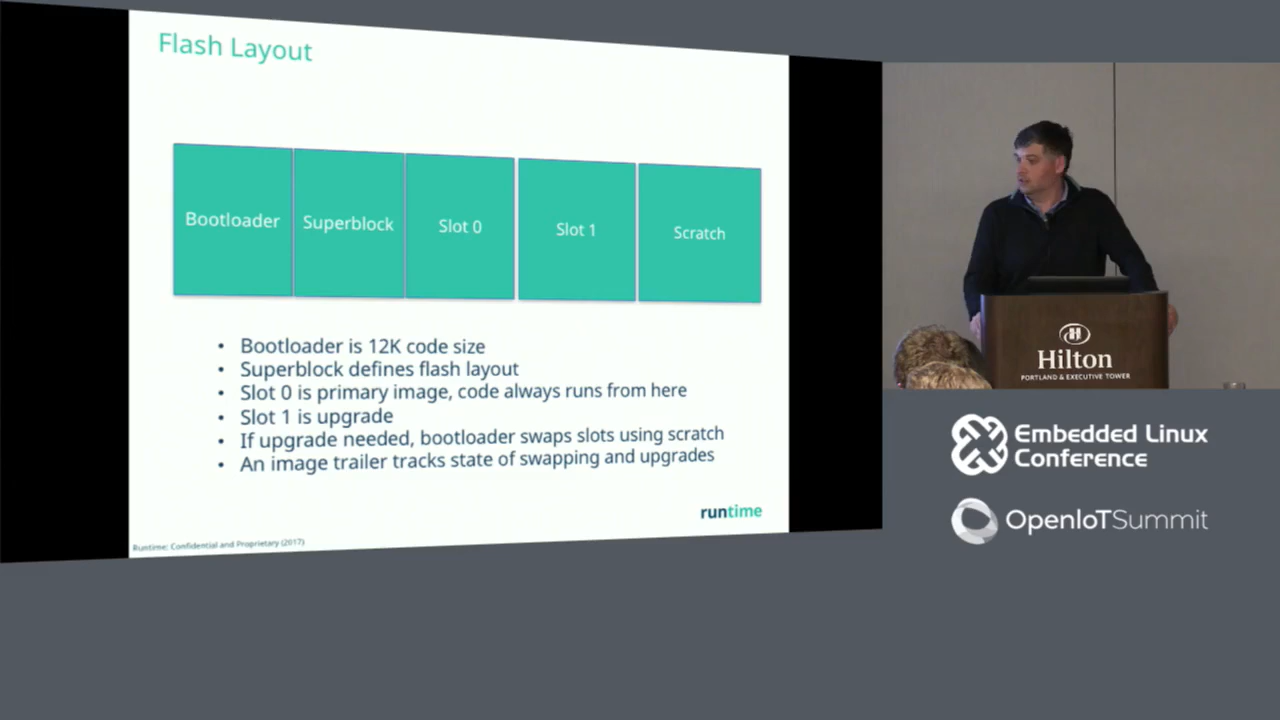 Flash Layout
Bootloader
Superblock
Slot 0
Slot 1
Scratch
• Bootloader is 12K code size
• Superblock defines flash layout
• Slot 0 is primary image, code always runs from here
• Slot 1 is upgrade
• If upgrade needed, bootloader swaps slots using scratch
• An image trailer tracks state of swapping and upgrades
runtime
Runtime: Confidential and Proprietary (2017)
Hilton
PORTLAND & EXECUTIVE TOWER
Embedded Linux
Conference
OpenIoTSummit